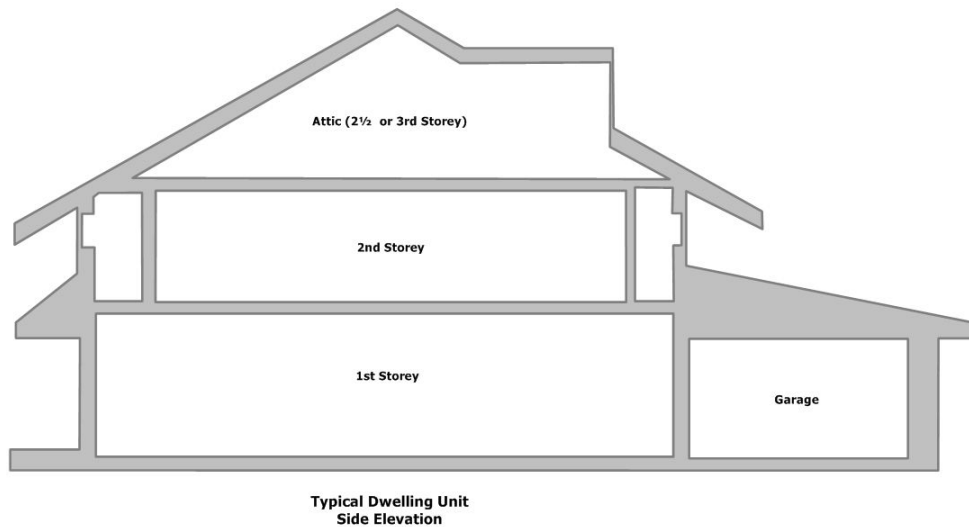 Attic (2½ or 3rd Storey)
2nd Storey
1st Storey
Garage
Typical Dwelling Unit
Side Elevation